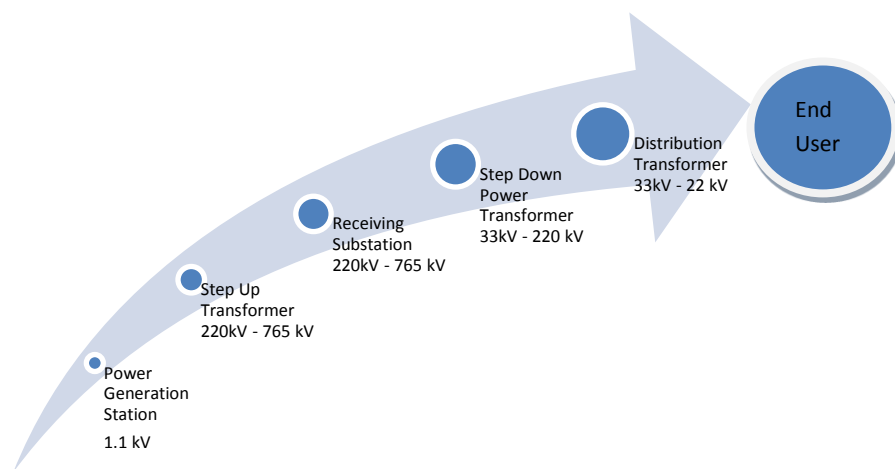 Power
Generation
Station
1.1 kV
Step Up
Transformer
220kV - 765 kV
Receiving
Substation
220kV - 765 kV
Step Down
Power
Transformer
33kV - 220 kV
Distribution
Transformer
33kV - 22 kV
End
User